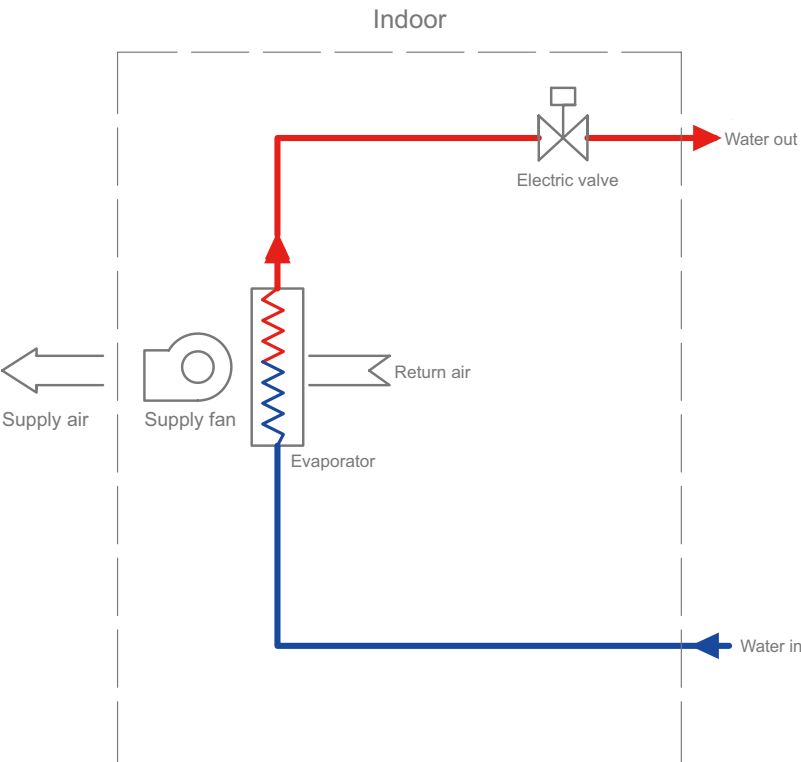 Indoor
Water out
Electric valve
Return air
Supply air
Supply fan
Evaporator
Water in